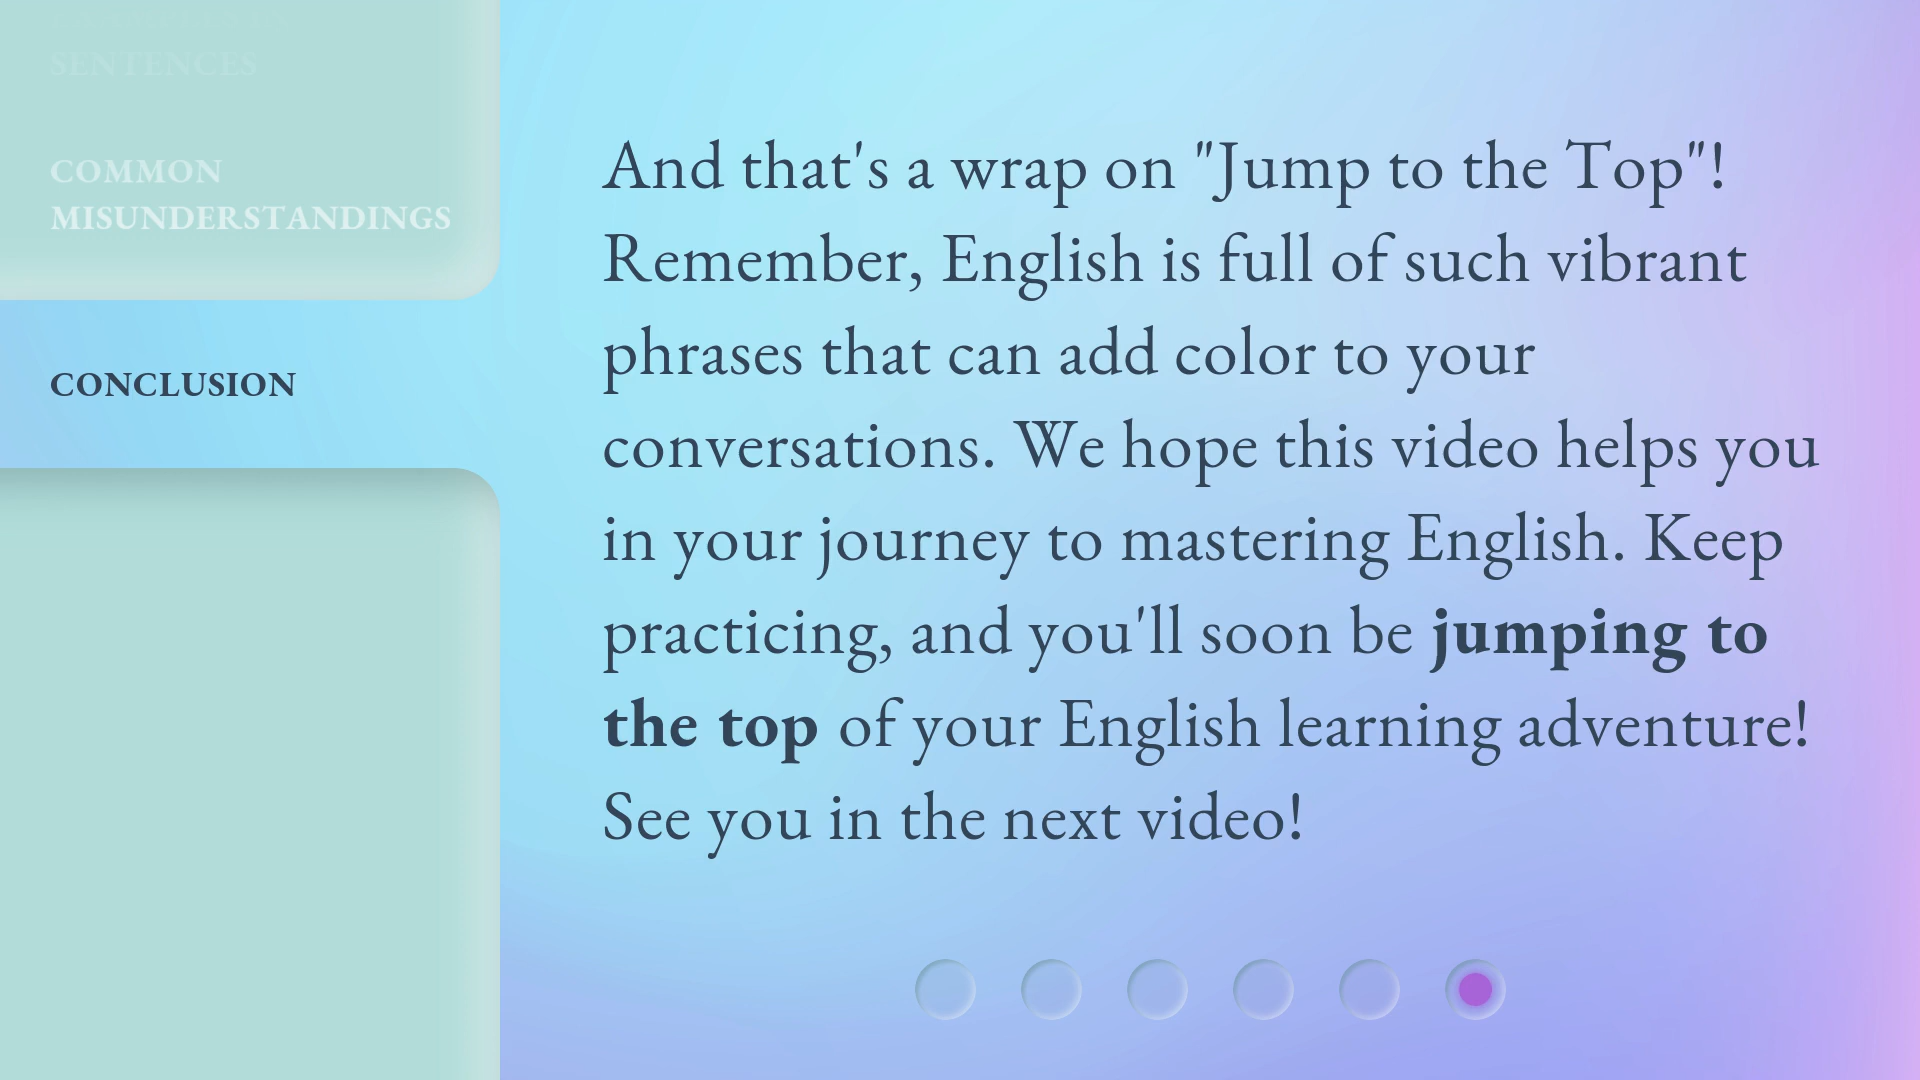 SENTENCES
COMMON
MISUNDERSTANDINGS
CONCLUSION
And that's a wrap on "Jump to the Top"!
Remember, English is full of such vibrant
phrases that can add color to your
conversations. We hope this video helps you
in your journey to mastering English. Keep
practicing, and you'll soon be jumping to
the top of your English learning adventure!
See you in the next video!